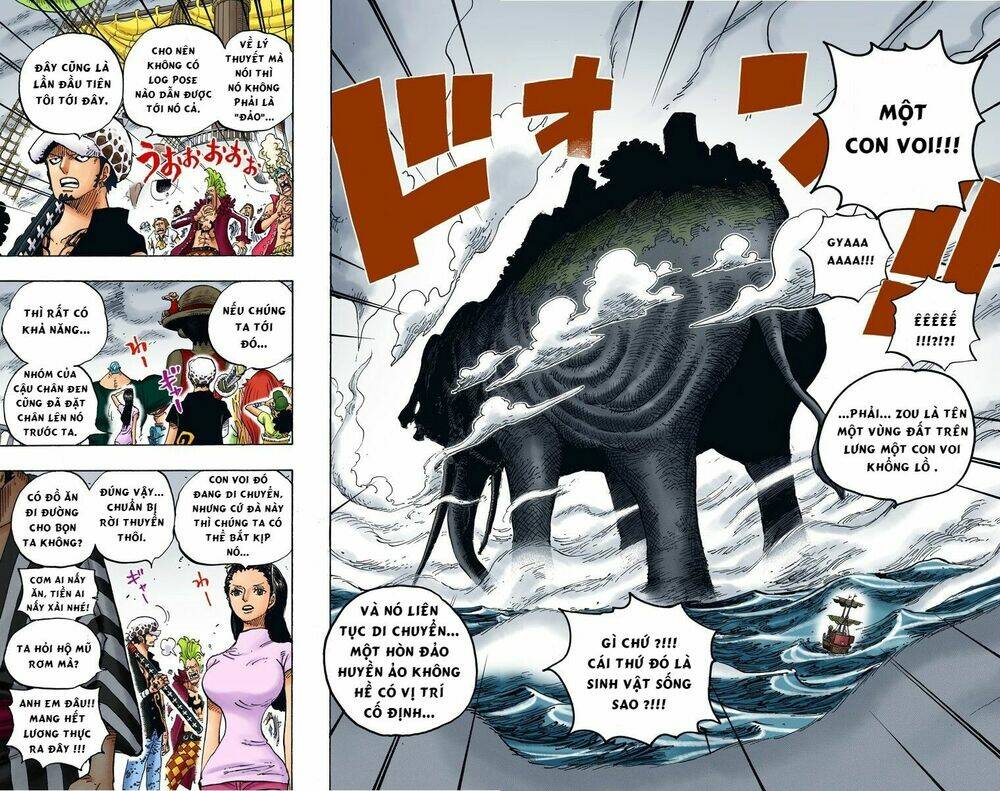 MỘT
CON VOI!!!
GYAAA
AAAA!!!
ÊÊÊÊẾ
!!!?!?!
...PHẢI... ZOU LÀ TÊN
MỘT VÙNG ĐẤT TRÊN
LƯNG MỘT CON VOI
KHỔNG LỒ .
ドォン!!
GÌ CHỨ ?!!!
CÁI THỨ ĐÓ LÀ
SINH VẬT SỐNG
SAO ?!!!
VÀ NÓ LIÊN
TỤC DI CHUYỂN...
MỘT HÒN ĐẢO
HUYỀN ẢO KHÔNG
HỀ CÓ VỊ TRÍ
CỐ ĐỊNH...
VỀ LÝ
THUYẾT MÀ
NÓI THÌ
NÓ KHÔNG
PHẢI LÀ
"ĐẢO"...
CHO NÊN
KHÔNG CÓ
LOG POSE
NÀO DẪN ĐƯỢC
TỚI NÓ CẢ.
ĐÂY CŨNG LÀ
LẦN ĐẦU TIÊN
TÔI TỚI ĐÂY.
うおおおおぉ
NẾU CHÚNG
TA TỚI
ĐÓ...
THÌ RẤT CÓ
KHẢ NĂNG...
NHÓM CỦA
CẬU CHÂN ĐEN
CŨNG ĐÃ ĐẶT
CHÂN LÊN NÓ
TRƯỚC TA.
わー
ギャー
CON VOI ĐÓ
ĐANG DI CHUYỂN,
NHƯNG CỨ ĐÀ NÀY
THÌ CHÚNG TA CÓ
THỂ BẮT KỊP
NÓ...
ĐÚNG VẬY...
CHUẨN BỊ
RỜI THUYỀN
THÔI.
CÓ ĐỒ ĂN
ĐI ĐƯỜNG
CHO BỌN
TA KHÔNG?
CƠM AI NẤY
ĂN, TIỀN AI
NẤY XÀI NHÉ!
TA HỎI HỘ MŨ
RƠM MÀ?
ANH EM ĐÂU!!
MANG HẾT
LƯƠNG THỰC
RA ĐÂY !!!